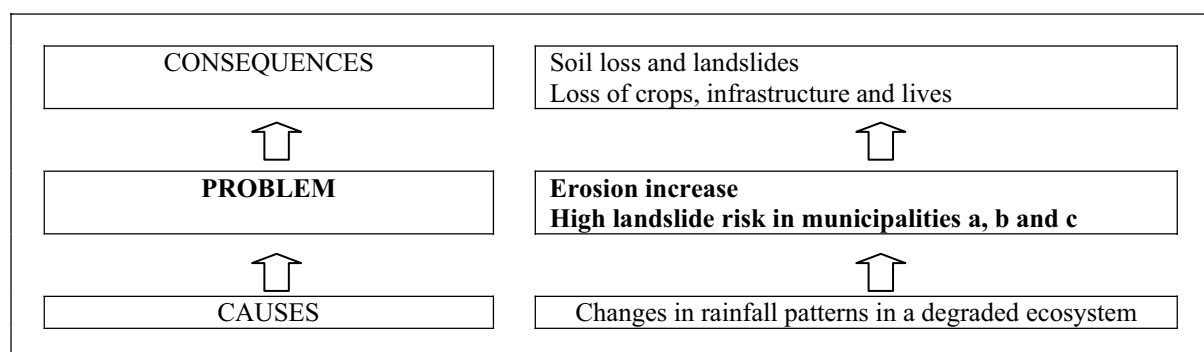 CONSEQUENCES
Soil loss and landslides
Loss of crops, infrastructure and lives
PROBLEM
Erosion increase
High landslide risk in municipalities a, b and c
CAUSES
Changes in rainfall patterns in a degraded ecosystem